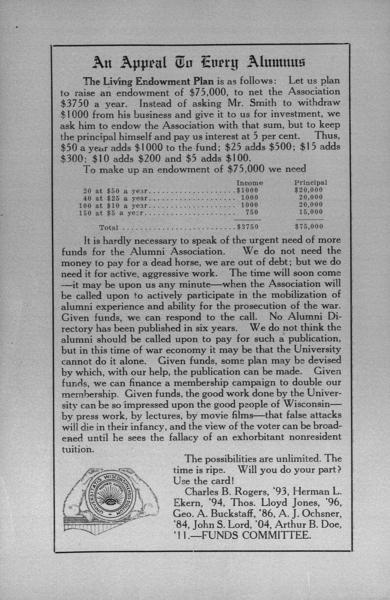 An Appeal To Every Alumnus
The Living Endowment Plan is as follows: Let us plan
to raise an endowment of $75,000, to net the Association
$3750 a year. Instead of asking Mr. Smith to withdraw
$1000 from his business and give it to us for investment, we
ask him to endow the Association with that sum, but to keep
the principal himself and pay us interest at 5 per cent. Thus,
$50 a year adds $1000 to the fund; $25 adds $500; $15 adds
$300; $10 adds $200 and $5 adds $100.
To make up an endowment of $75,000 we need
Income Principal
20 at $50 a year.....................$1000 $20,000
40 at $25 a year..................... 1000 20,000
100 at $10 a year..................... 1000 20,000
150 at $5 a year..................... 750 15,000
Total ............................$3750 $75,000
It is hardly necessary to speak of the urgent need of more
funds for the Alumni Association. We do not need the
money to pay for a dead horse, we are out of debt; but we do
need it for active, aggressive work. The time will soon come
—it may be upon us any minute—when the Association will
be called upon to actively participate in the mobilization of
alumni experience and ability for the prosecution of the war.
Given funds, we can respond to the call. No Alumni Di-
rectory has been published in six years. We do not think the
alumni should be called upon to pay for such a publication,
but in this time of war economy it may be that the University
cannot do it alone. Given funds, some plan may be devised
by which, with our help, the publication can be made. Given
funds, we can finance a membership campaign to double our
membership. Given funds, the good work done by the Univer-
sity can be so impressed upon the good people of Wisconsin—
by press work, by lectures, by movie films—that false attacks
will die in their infancy, and the view of the voter can be broad-
ened until he sees the fallacy of an exhorbitant nonresident
tuition.
The possibilities are unlimited. The
time is ripe. Will you do your part?
Use the card!
Charles B. Rogers, '93, Herman L.
Ekern, '94, Thos. Lloyd Jones, '96,
Geo. A. Buckstaff, '86, A. J. Ochsner,
'84, John S. Lord, '04, Arthur B. Doe,
'11.—FUNDS COMMITTEE.